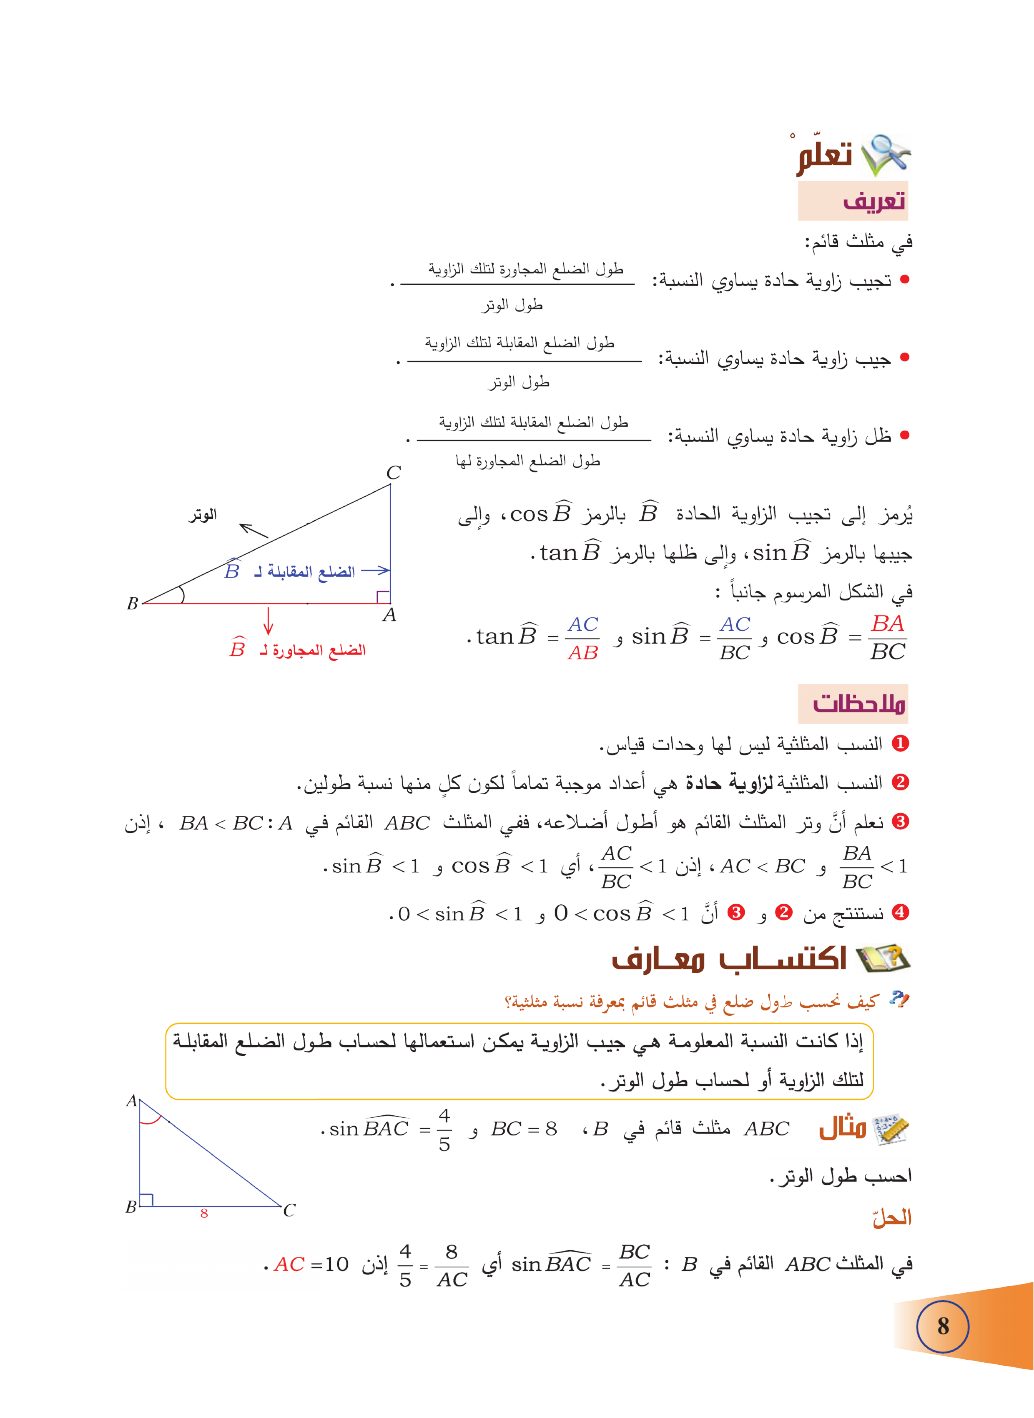 تعلّمْ
تعريف
في مثلث قائم:
• تجيب زاوية حادة يساوي النسبة: طول الضلع المجاورة لتلك الزاوية / طول الوتر .
• جيب زاوية حادة يساوي النسبة: طول الضلع المقابلة لتلك الزاوية / طول الوتر .
• ظل زاوية حادة يساوي النسبة: طول الضلع المقابلة لتلك الزاوية / طول الضلع المجاورة لها .
يُرمز إلى تجيب الزاوية الحادة B̂ بالرمز cos B̂، وإلى
جيبها بالرمز sin B̂، وإلى ظلها بالرمز tan B̂.
في الشكل المرسوم جانباً :
cos B̂ = BA/BC و sin B̂ = AC/BC و tan B̂ = AC/AB .
C
الوتر
الضلع المقابلة لـ B̂
B
A
الضلع المجاورة لـ B̂
ملاحظات
❶ النسب المثلثية ليس لها وحدات قياس.
❷ النسب المثلثية لزاوية حادة هي أعداد موجبة تماماً لكون كلٍ منها نسبة طولين.
❸ نعلم أنَّ وتر المثلث القائم هو أطول أضلاعه، ففي المثلث ABC القائم في A : BA < BC ، إذن
BA/BC < 1 و AC < BC ، إذن AC/BC < 1 ، أي cos B̂ < 1 و sin B̂ < 1 .
❹ نستنتج من ❷ و ❸ أنَّ 0 < cos B̂ < 1 و 0 < sin B̂ < 1 .
اكتساب معارف
كيف نحسب طول ضلع في مثلث قائم بمعرفة نسبة مثلثية؟
إذا كانت النسبة المعلومة هي جيب الزاوية يمكن استعمالها لحساب طول الضلع المقابلة
لتلك الزاوية أو لحساب طول الوتر.
مثال ABC مثلث قائم في B ، BC = 8 و sin BAC = 4/5 .
احسب طول الوتر.
A
B
8
C
الحلّ
في المثلث ABC القائم في B : sin BAC = BC/AC أي 4/5 = 8/AC إذن AC = 10 .
8